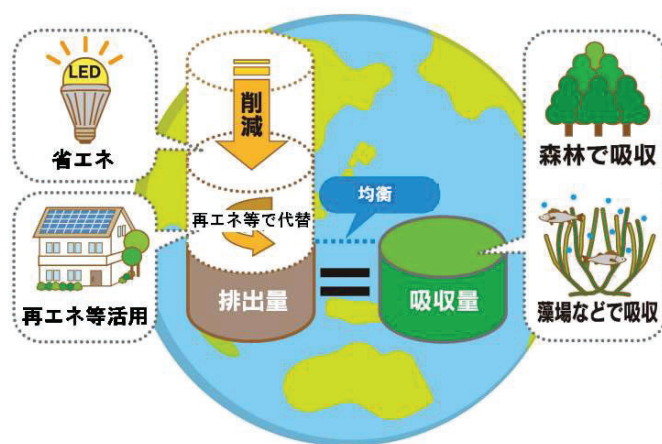 LED
省エネ
再エネ等活用
削減
再エネ等で代替
排出量
均衡
吸収量
森林で吸収
藻場などで吸収